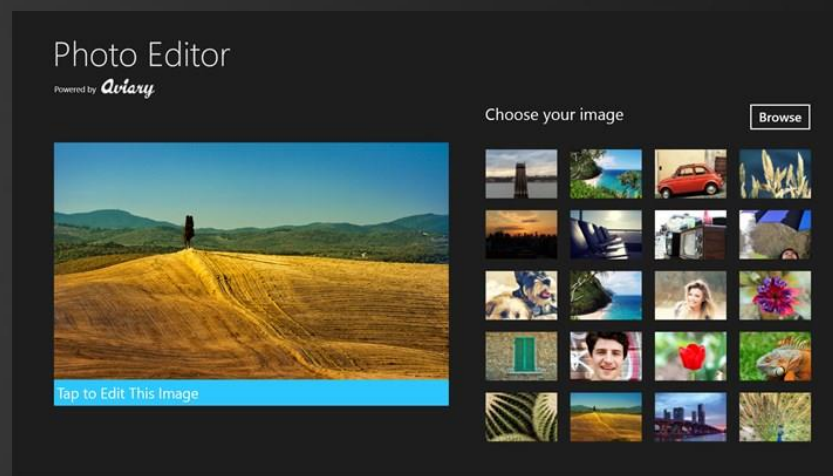 Photo Editor
Powered by Aviary
Choose your image
Browse
Tap to Edit This Image